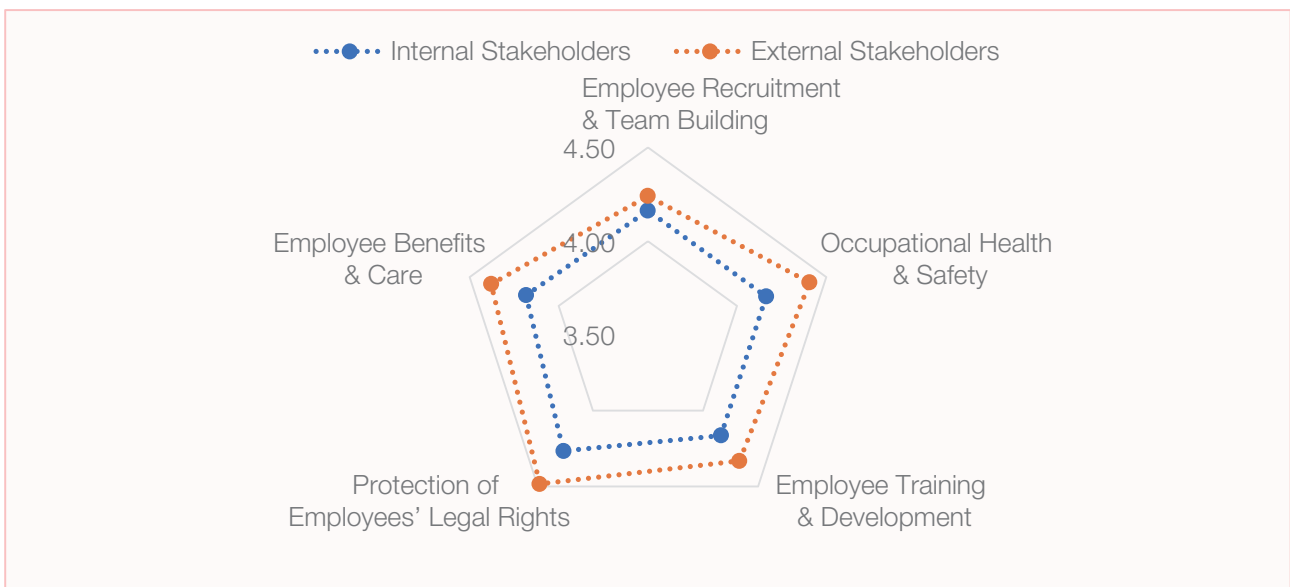 Internal Stakeholders
External Stakeholders
Employee Recruitment
& Team Building
4.50
Employee Benefits
& Care
4.00
Occupational Health
& Safety
3.50
Protection of
Employees’ Legal Rights
Employee Training
& Development